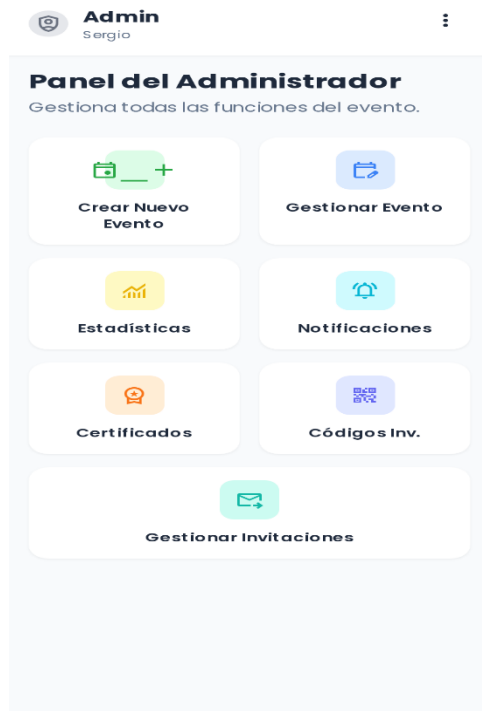 Admin
Sergio
Panel del Administrador
Gestiona todas las funciones del evento.
Crear Nuevo
Evento
Gestionar Evento
Estadísticas
Notificaciones
Certificados
Códigos Inv.
Gestionar Invitaciones